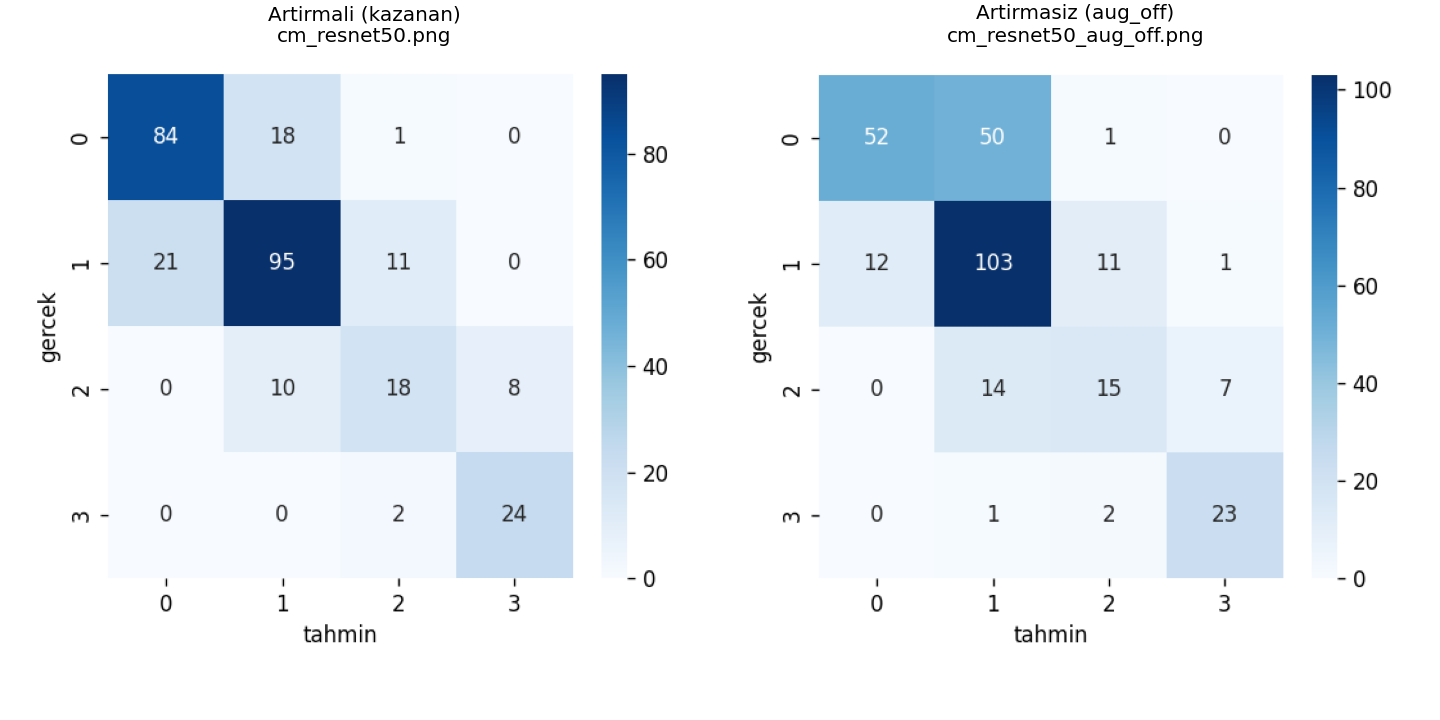 Artirmali (kazanan)
cm_resnet50.png
84 18 1 0
21 95 11 0
0 10 18 8
0 0 2 24
0
1
2
3
gercek
0 1 2 3
tahmin
80
60
40
20
0
Artirmasiz (aug_off)
cm_resnet50_aug_off.png
52 50 1 0
12 103 11 1
0 14 15 7
0 1 2 23
0
1
2
3
gercek
0 1 2 3
tahmin
100
80
60
40
20
0